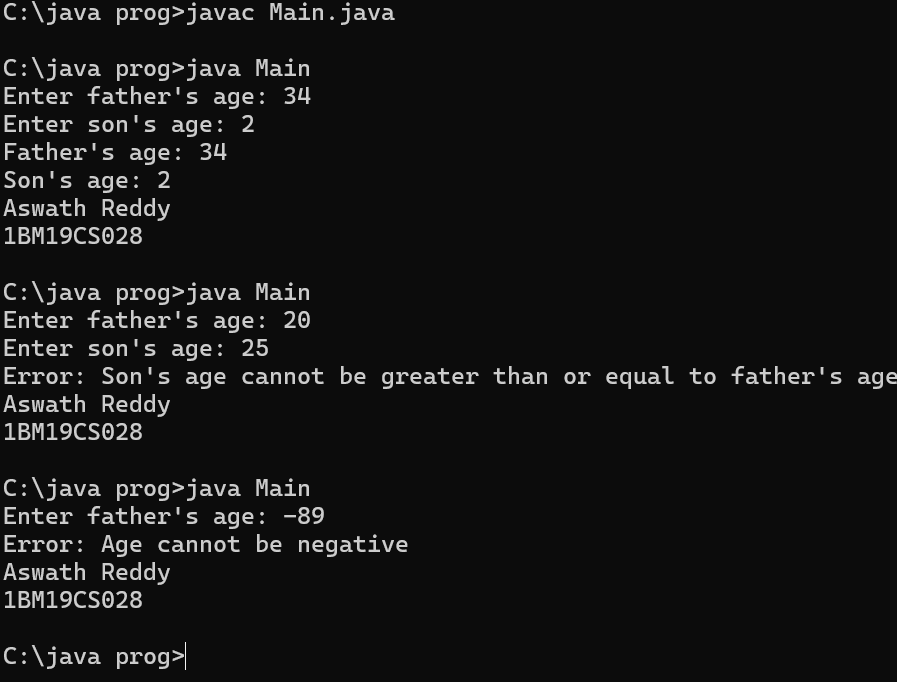 C:\java prog>javac Main.java
C:\java prog>java Main
Enter father's age: 34
Enter son's age: 2
Father's age: 34
Son's age: 2
Aswath Reddy
1BM19CS028
C:\java prog>java Main
Enter father's age: 20
Enter son's age: 25
Error: Son's age cannot be greater than or equal to father's age
Aswath Reddy
1BM19CS028
C:\java prog>java Main
Enter father's age: -89
Error: Age cannot be negative
Aswath Reddy
1BM19CS028
C:\java prog>